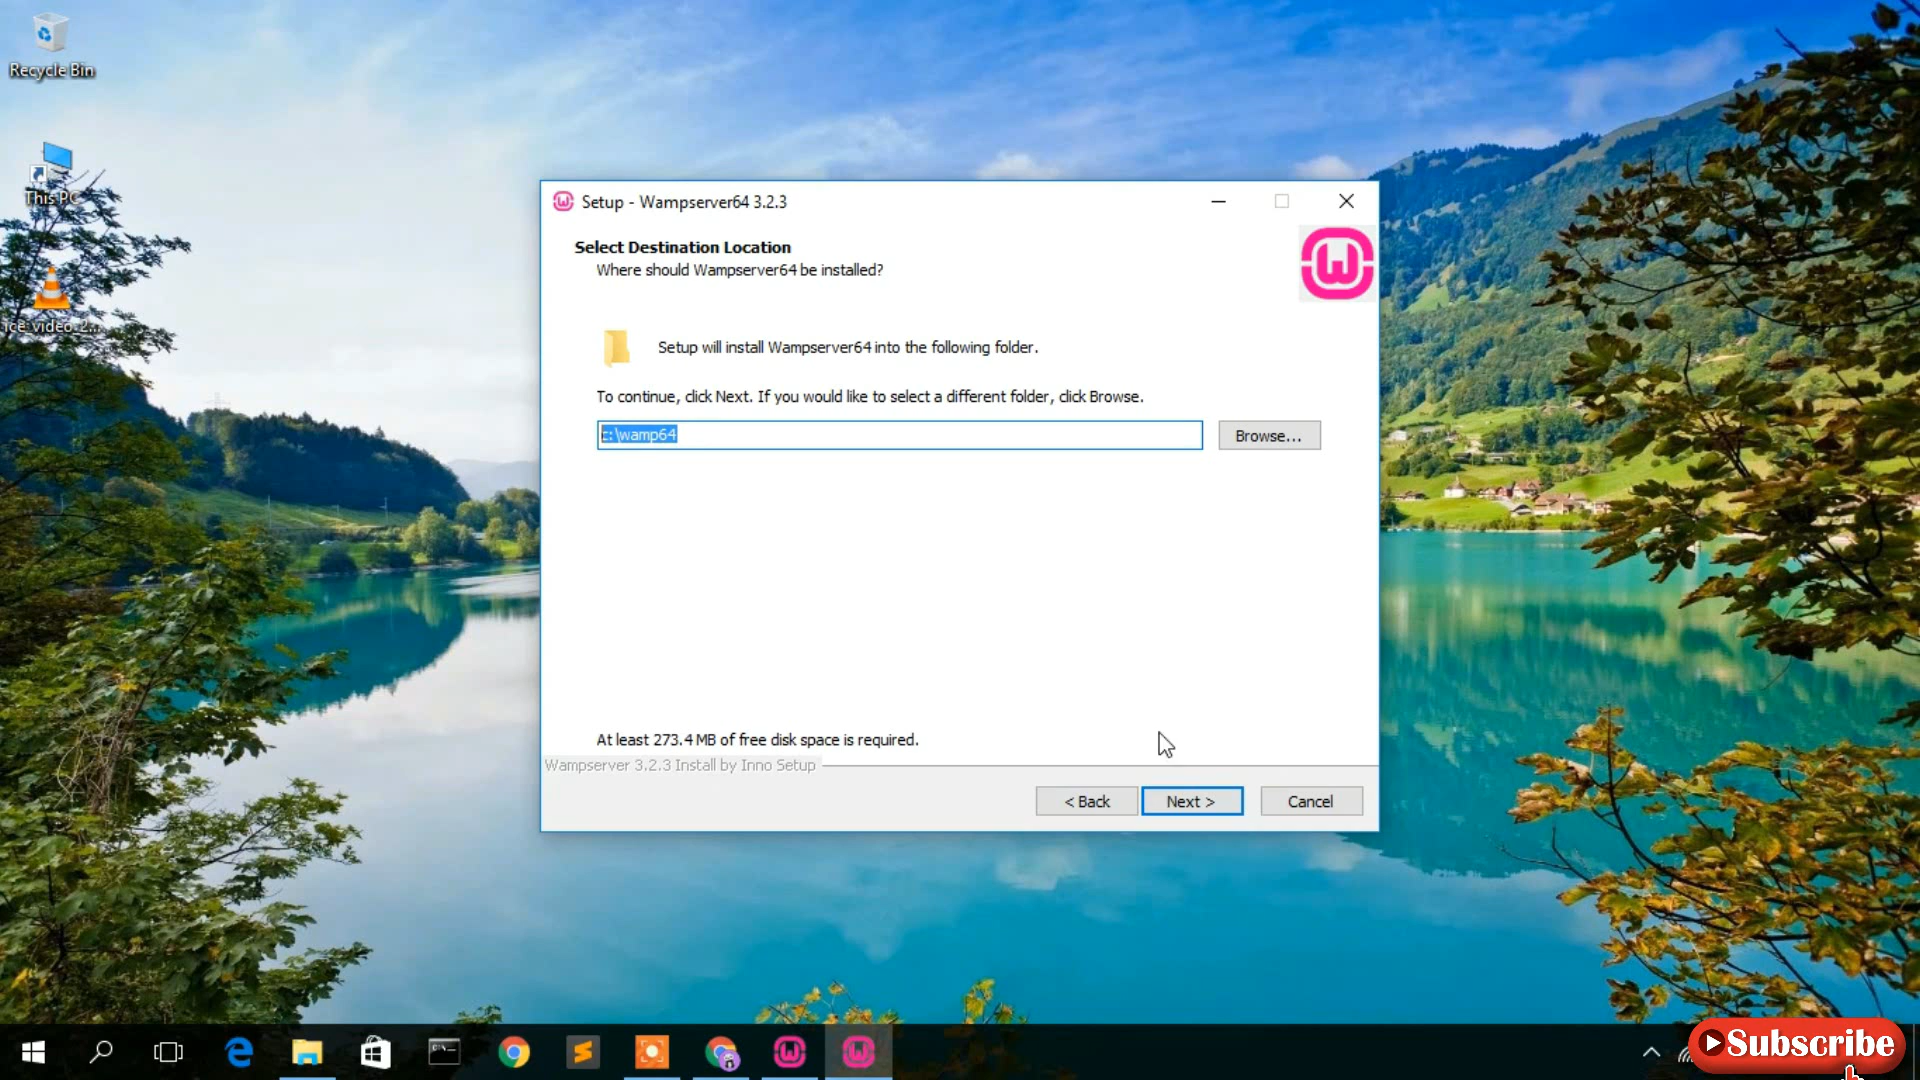 Recycle Bin
This PC
ice_video_2...
Setup - Wampserver64 3.2.3
Select Destination Location
Where should Wampserver64 be installed?
Setup will install Wampserver64 into the following folder.
To continue, click Next. If you would like to select a different folder, click Browse.
c:\wamp64
Browse...
At least 273.4 MB of free disk space is required.
Wampserver 3.2.3 Install by Inno Setup
< Back
Next >
Cancel
Subscribe